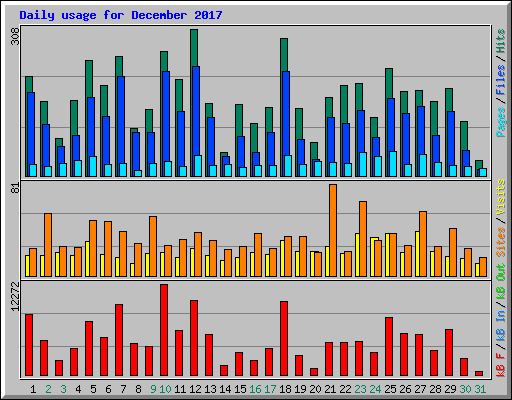 Daily usage for December 2017
308
Pages / Files / Hits
81
Sites / Visits
12272
kB F / kB In / kB Out
1 2 3 4 5 6 7 8 9 10 11 12 13 14 15 16 17 18 19 20 21 22 23 24 25 26 27 28 29 30 31